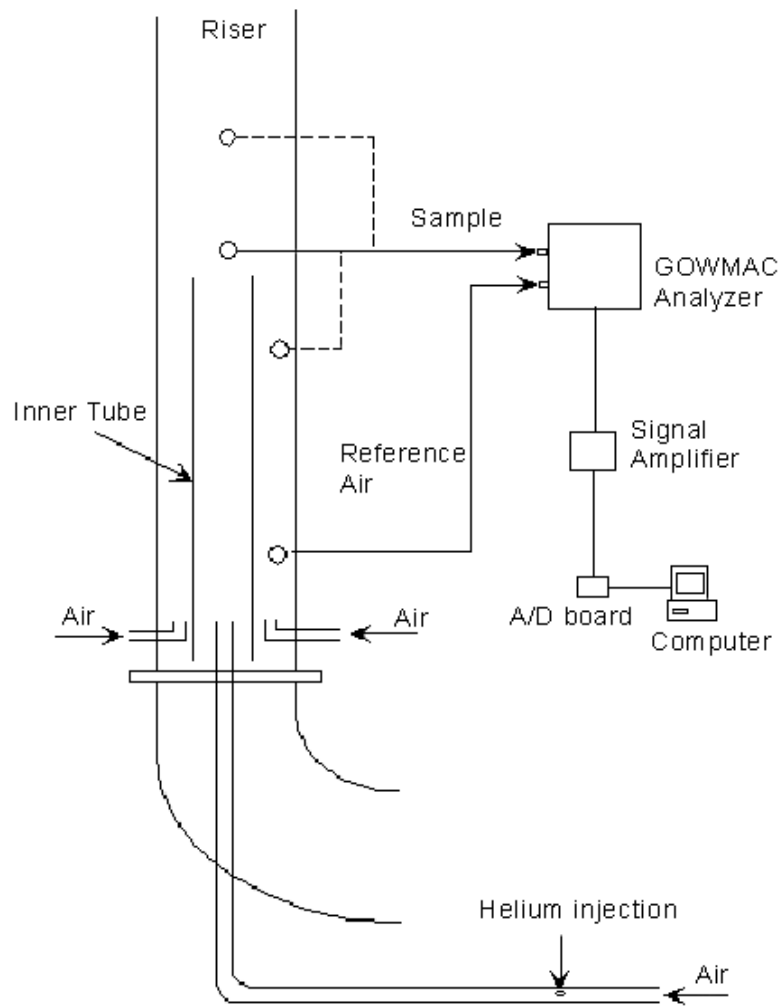 Riser
Sample
GOWMAC
Analyzer
Inner Tube
Reference
Air
Signal
Amplifier
Air
Air
A/D board
Computer
Helium injection
Air